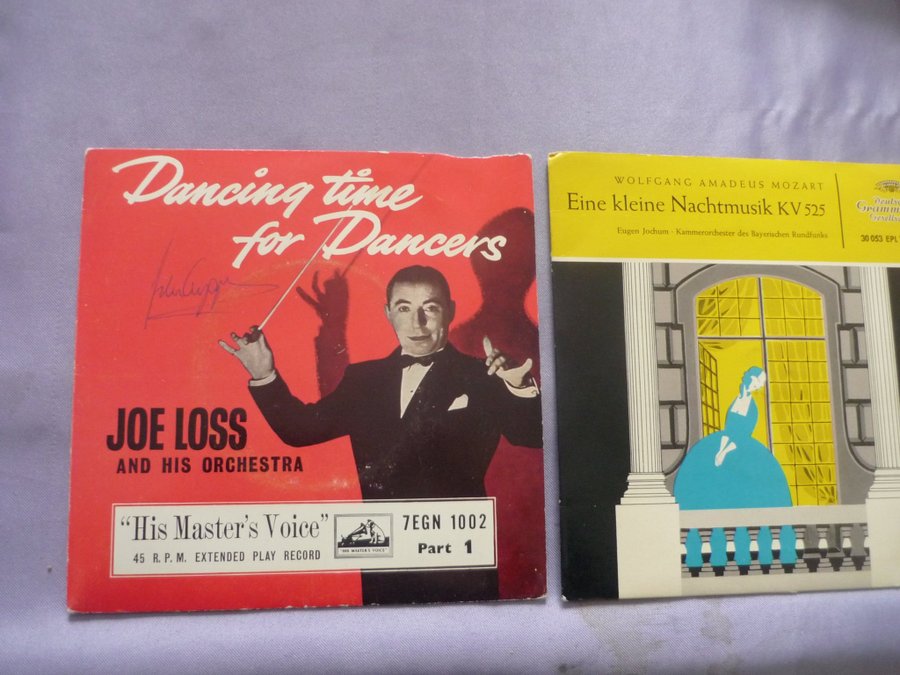 Dancing time
for Dancers
JOE LOSS
AND HIS ORCHESTRA
"His Master's Voice"
45 R.P.M. EXTENDED PLAY RECORD
"HIS MASTER'S VOICE"
7EGN 1002
Part 1
WOLFGANG AMADEUS MOZART
Eine kleine Nachtmusik KV 525
Eugen Jochum · Kammerorchester des Bayerischen Rundfunks
30 053 EPL